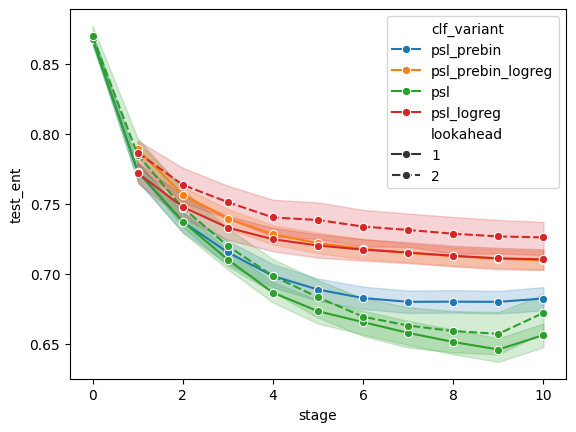 clf_variant
psl_prebin
psl_prebin_logreg
psl
psl_logreg
lookahead
1
2
test_ent
0.85
0.80
0.75
0.70
0.65
0 2 4 6 8 10
stage